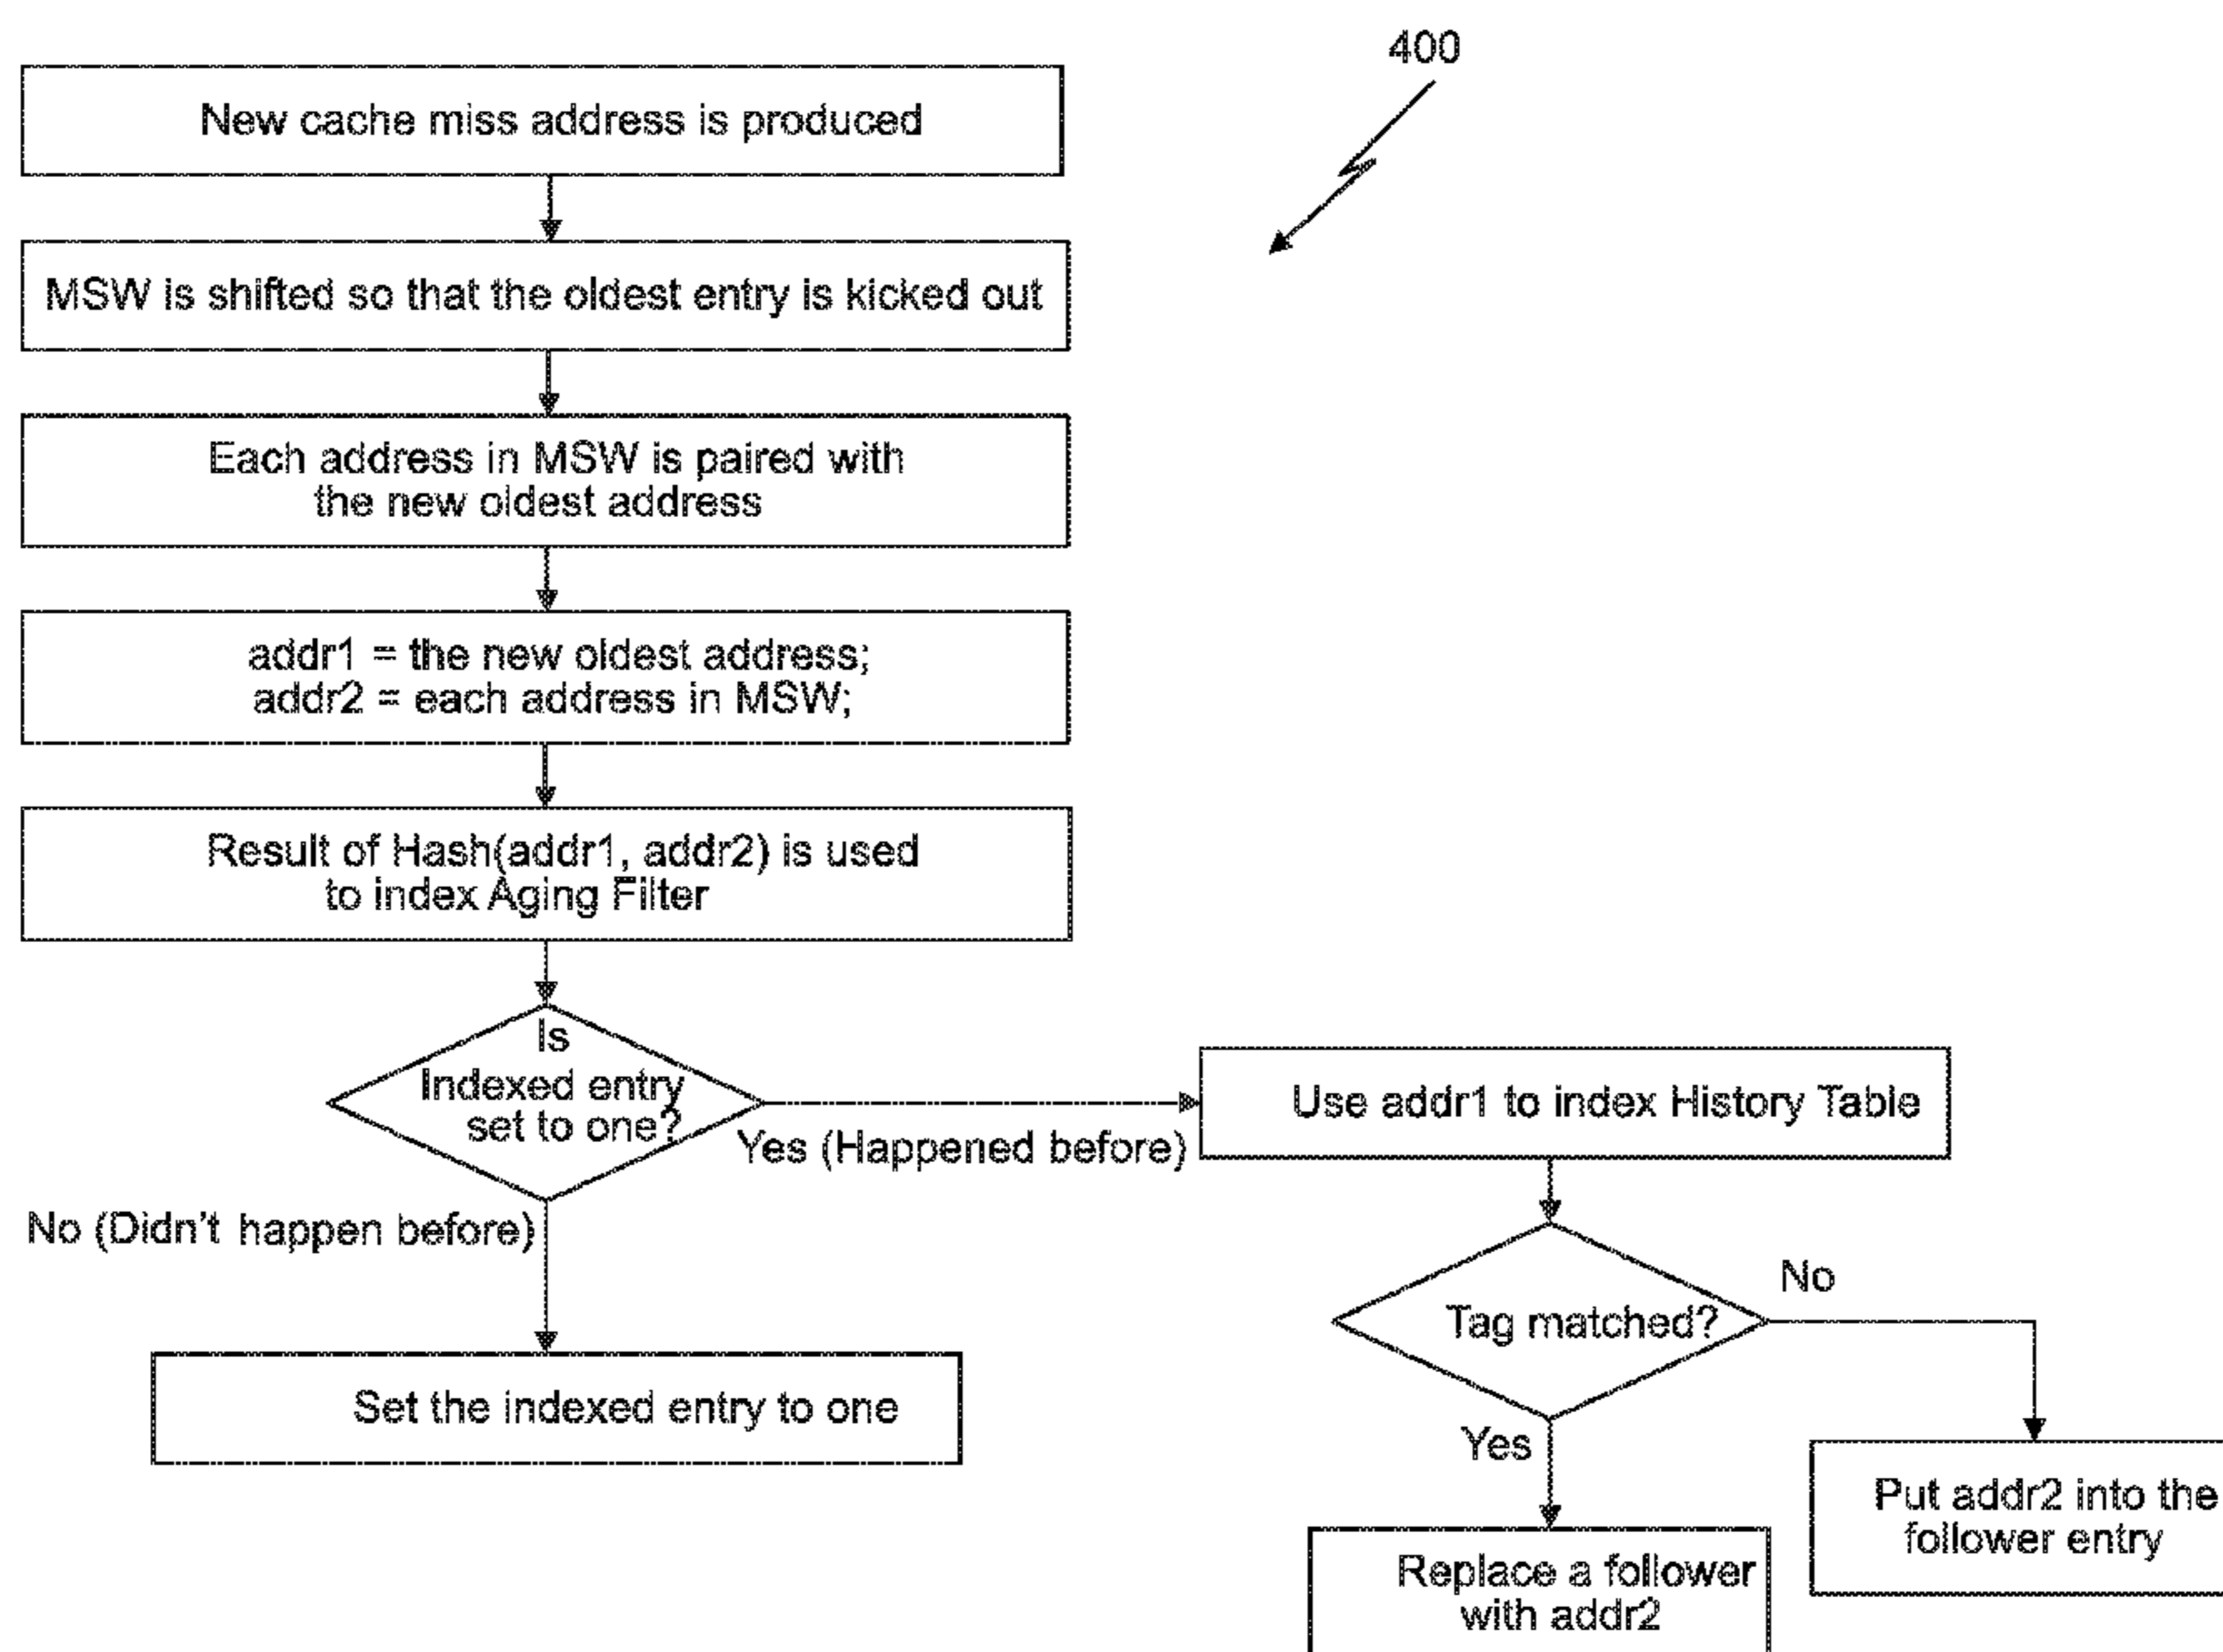 400
New cache miss address is produced
MSW is shifted so that the oldest entry is kicked out
Each address in MSW is paired with
the new oldest address
addr1 = the new oldest address;
addr2 = each address in MSW;
Result of Hash(addr1, addr2) is used
to index Aging Filter
Is
Indexed entry
set to one?
Yes (Happened before)
No (Didn't happen before)
Set the indexed entry to one
Use addr1 to index History Table
Tag matched?
No
Yes
Put addr2 into the
follower entry
Replace a follower
with addr2